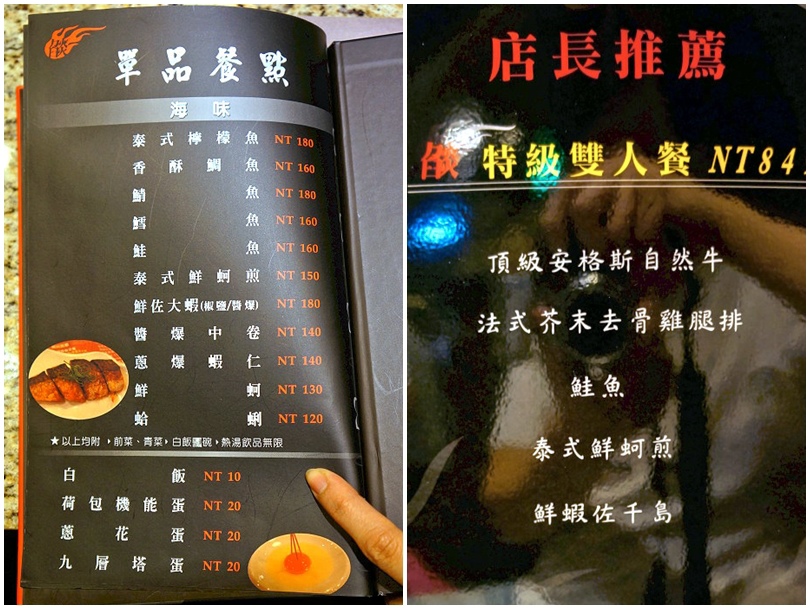 單品餐點
海味
泰式檸檬魚 NT 180
香酥鯛魚 NT 160
鯖魚 NT 180
鱈魚 NT 160
鮭魚 NT 160
泰式鮮蚵煎 NT 150
鮮佐大蝦(椒鹽/醬爆) NT 180
醬爆中卷 NT 140
蔥爆蝦仁 NT 140
鮮蚵 NT 130
蛤蜊 NT 120
★以上均附 ‣前菜、青菜‣白飯壹碗‣熱湯飲品無限
白飯 NT 10
荷包機能蛋 NT 20
蔥花蛋 NT 20
九層塔蛋 NT 20
店長推薦
特級雙人餐 NT841
頂級安格斯自然牛
法式芥末去骨雞腿排
鮭魚
泰式鮮蚵煎
鮮蝦佐千島